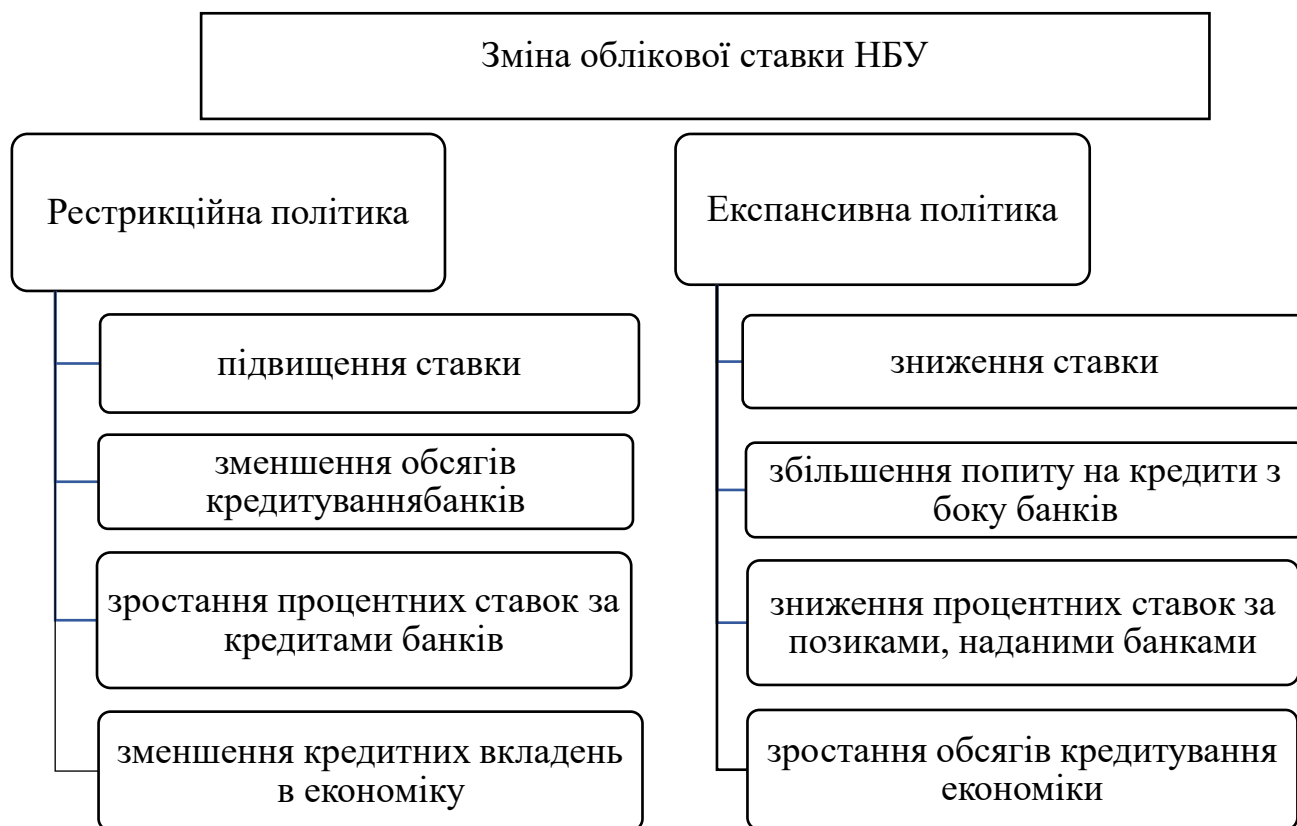 Зміна облікової ставки НБУ
Рестрикційна політика
підвищення ставки
зменшення обсягів
кредитуваннябанків
зростання процентних ставок за
кредитами банків
зменшення кредитних вкладень
в економіку
Експансивна політика
зниження ставки
збільшення попиту на кредити з
боку банків
зниження процентних ставок за
позиками, наданими банками
зростання обсягів кредитування
економіки